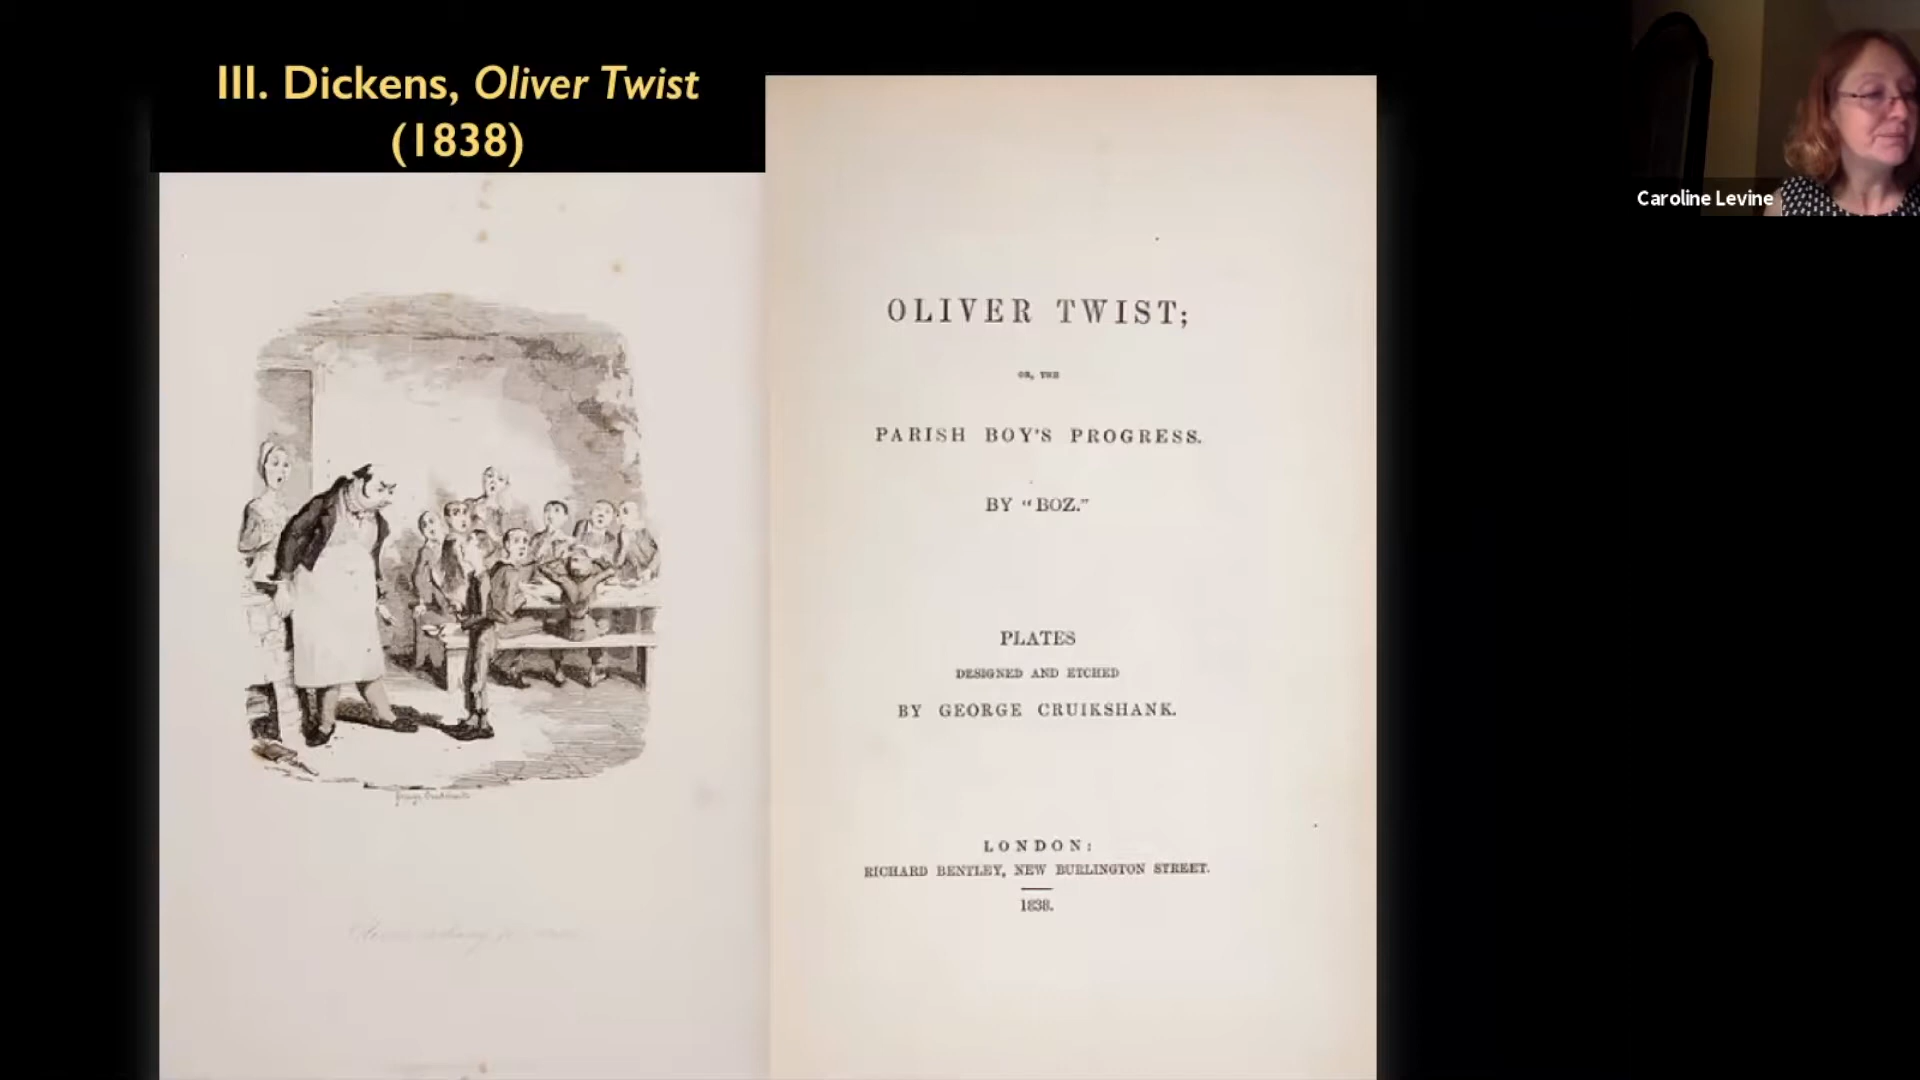 III. Dickens, Oliver Twist
(1838)
Caroline Levine
OLIVER TWIST;
OR, THE
PARISH BOY'S PROGRESS.
BY “BOZ.”
PLATES
DESIGNED AND ETCHED
BY GEORGE CRUIKSHANK.
LONDON:
RICHARD BENTLEY, NEW BURLINGTON STREET.
1838.